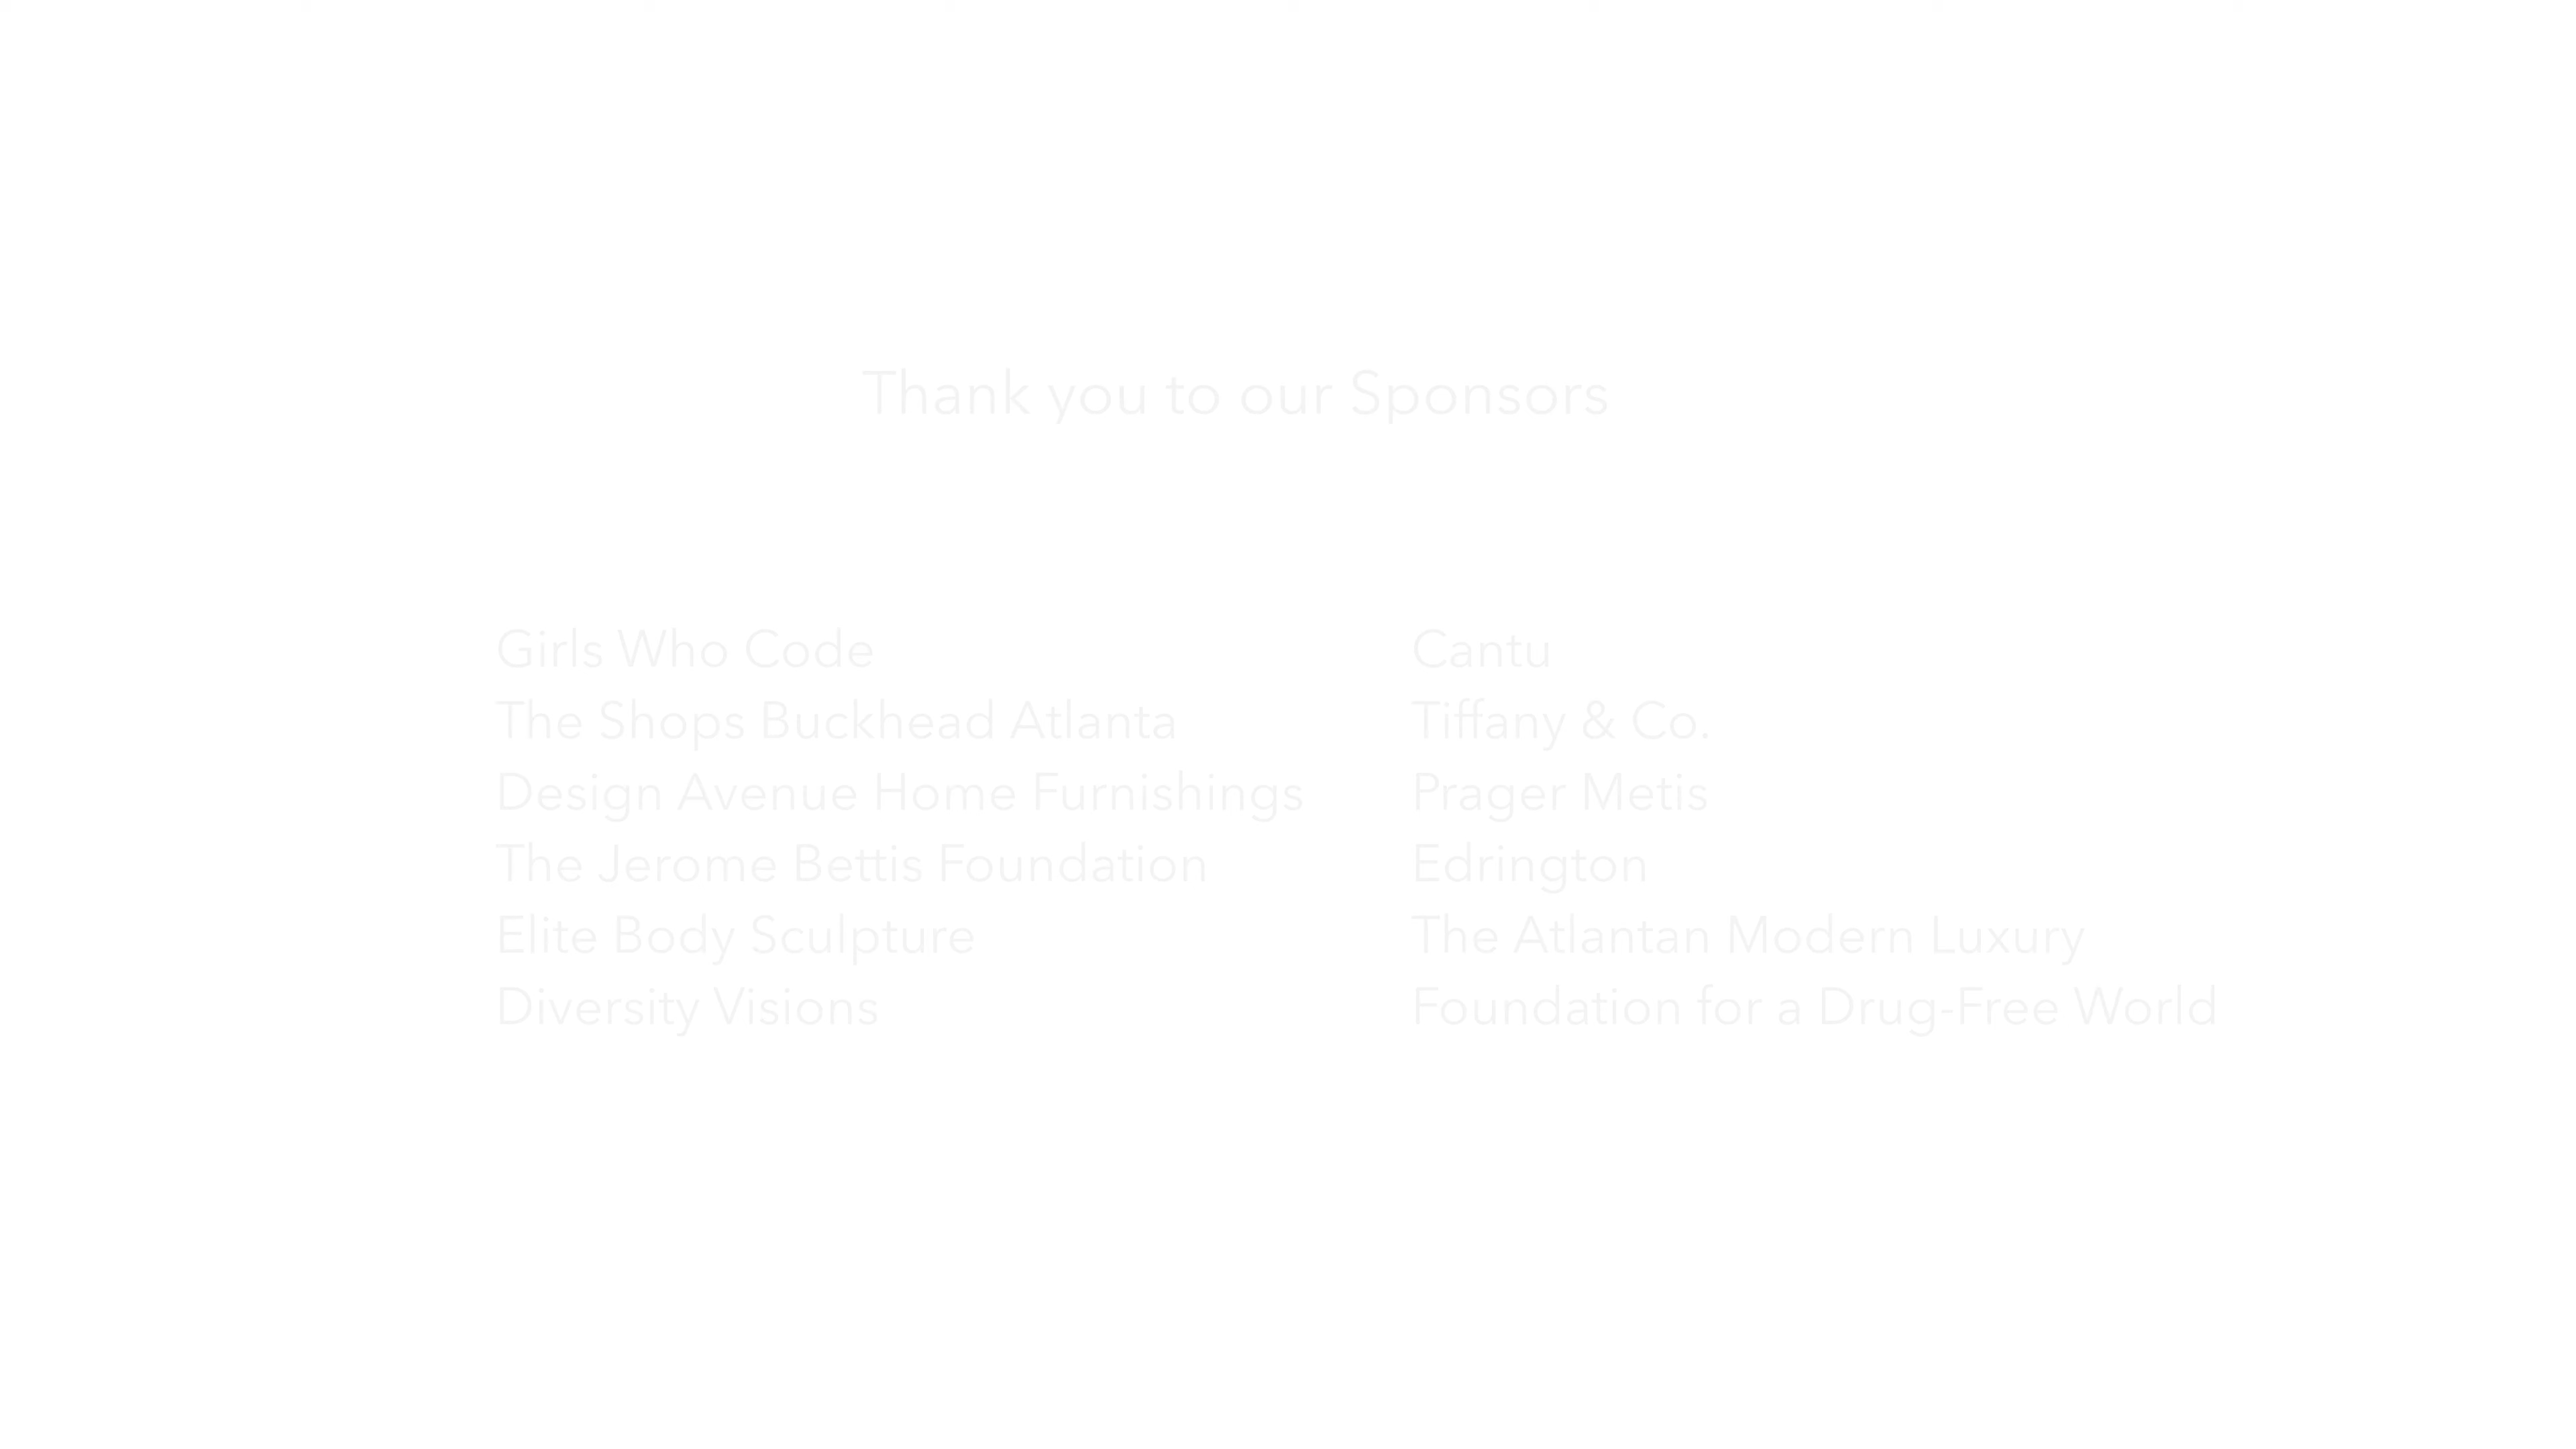 Thank you to our Sponsors
Girls Who Code
The Shops Buckhead Atlanta
Design Avenue Home Furnishings
The Jerome Bettis Foundation
Elite Body Sculpture
Diversity Visions
Cantu
Tiffany & Co.
Prager Metis
Edrington
The Atlantan Modern Luxury
Foundation for a Drug-Free World